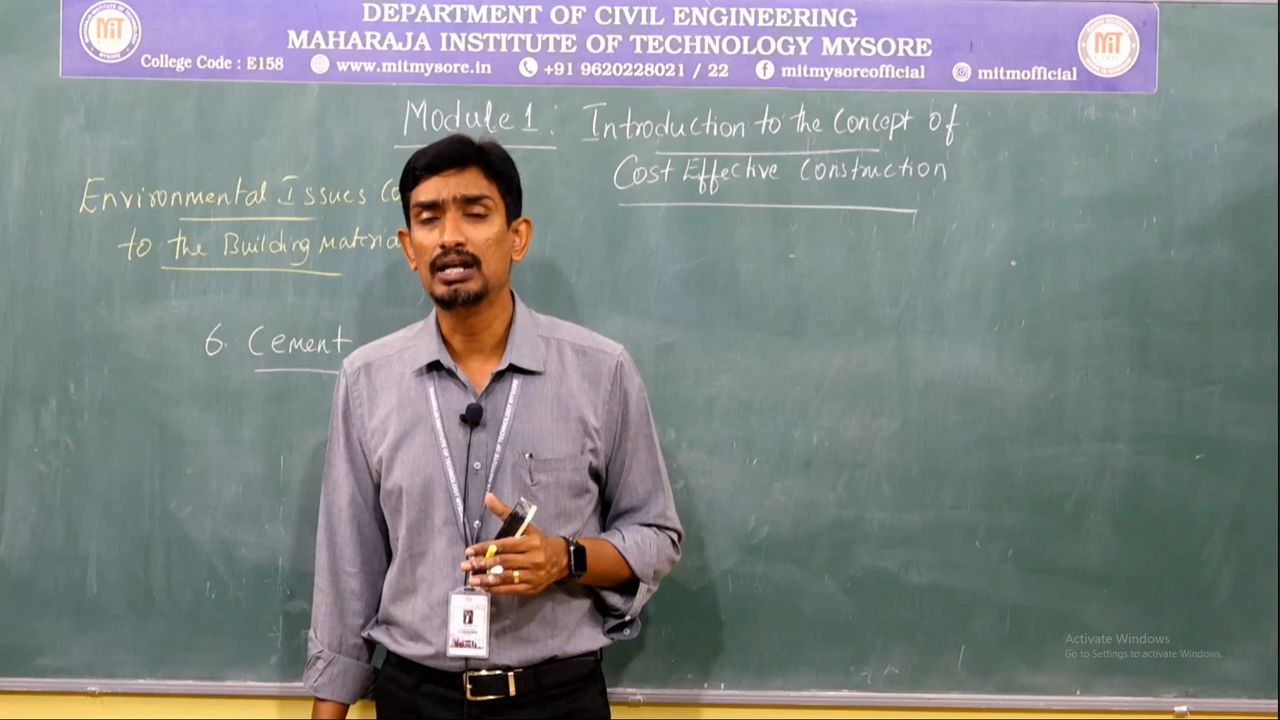 DEPARTMENT OF CIVIL ENGINEERING
MAHARAJA INSTITUTE OF TECHNOLOGY MYSORE
College Code : E158 www.mitmysore.in +91 9620228021 / 22 mitmysoreofficial mitmofficial
MIT
MIT
Module 1: Introduction to the Concept of
Cost Effective Construction
Environmental Issues
to the Building
6. Cement
Activate Windows
Go to Settings to activate Windows.